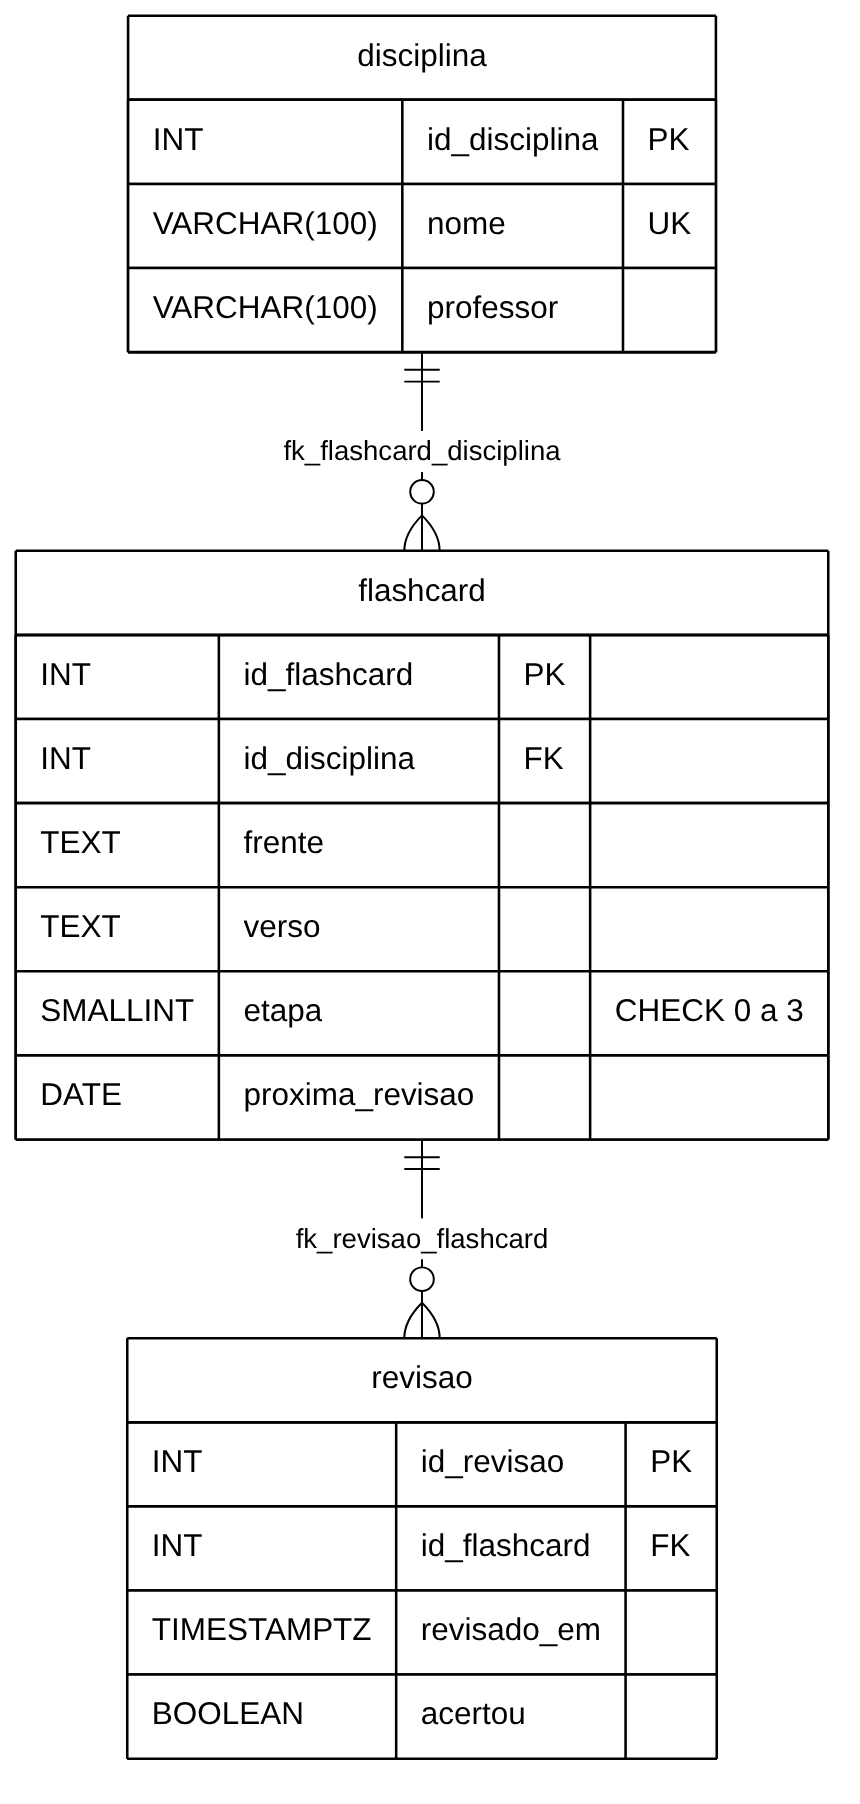 disciplina
INT id_disciplina PK
VARCHAR(100) nome UK
VARCHAR(100) professor
fk_flashcard_disciplina
flashcard
INT id_flashcard PK
INT id_disciplina FK
TEXT frente
TEXT verso
SMALLINT etapa CHECK 0 a 3
DATE proxima_revisao
fk_revisao_flashcard
revisao
INT id_revisao PK
INT id_flashcard FK
TIMESTAMPTZ revisado_em
BOOLEAN acertou